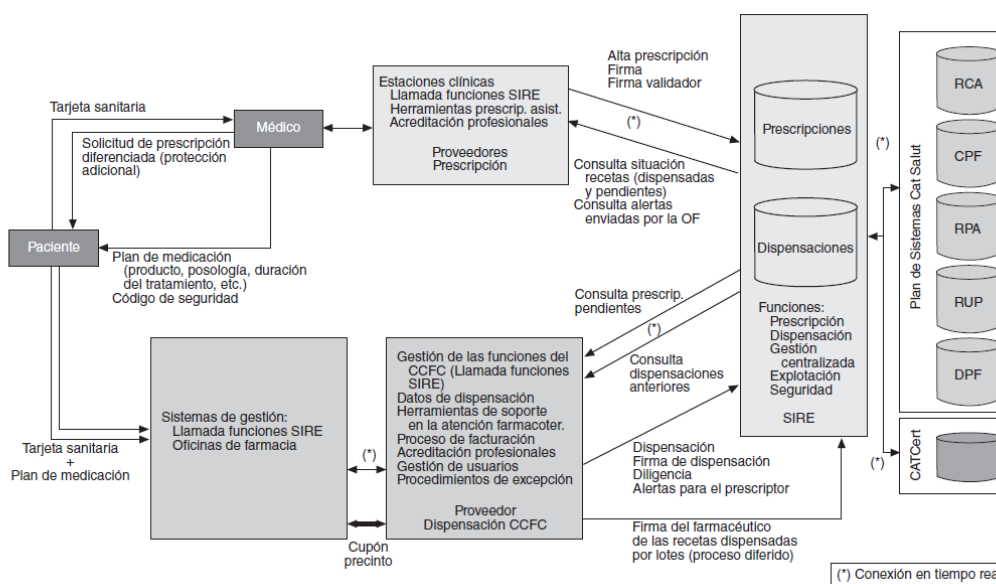 Tarjeta sanitaria
Solicitud de prescripción
diferenciada (protección
adicional)
Médico
Paciente
Plan de medicación
(producto, posología, duración
del tratamiento, etc.)
Código de seguridad
Tarjeta sanitaria
+
Plan de medicación
Estaciones clínicas
Llamada funciones SIRE
Herramientas prescrip. asist.
Acreditación profesionales
Proveedores
Prescripción
Alta prescripción
Firma
Firma validador
(*)
Consulta situación
recetas (dispensadas
y pendientes)
Consulta alertas
enviadas por la OF
Consulta prescrip.
pendientes
(*)
Consulta
dispensaciones
anteriores
Sistemas de gestión:
Llamada funciones SIRE
Oficinas de farmacia
(*)
Cupón
precinto
Gestión de las funciones del
CCFC (Llamada funciones
SIRE)
Datos de dispensación
Herramientas de soporte
en la atención farmacoter.
Proceso de facturación
Acreditación profesionales
Gestión de usuarios
Procedimientos de excepción
Proveedor
Dispensación CCFC
Dispensación
Firma de dispensación
Diligencia
Alertas para el prescriptor
Firma del farmacéutico
de las recetas dispensadas
por lotes (proceso diferido)
Prescripciones
Dispensaciones
Funciones:
Prescripción
Dispensación
Gestión
centralizada
Explotación
Seguridad
SIRE
(*)
(*)
Plan de Sistemas Cat Salut
RCA
CPF
RPA
RUP
DPF
CATCert
(*) Conexión en tiempo rea